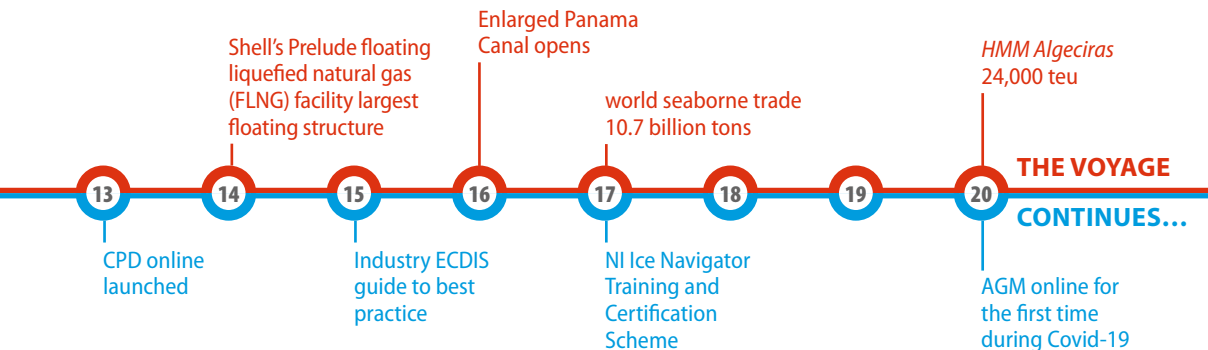 Enlarged Panama
Canal opens
Shell's Prelude floating
liquefied natural gas
(FLNG) facility largest
floating structure
HMM Algeciras
24,000 teu
world seaborne trade
10.7 billion tons
THE VOYAGE
13
14
15
16
17
18
19
20
CONTINUES…
CPD online
launched
Industry ECDIS
guide to best
practice
NI Ice Navigator
Training and
Certification
Scheme
AGM online for
the first time
during Covid-19